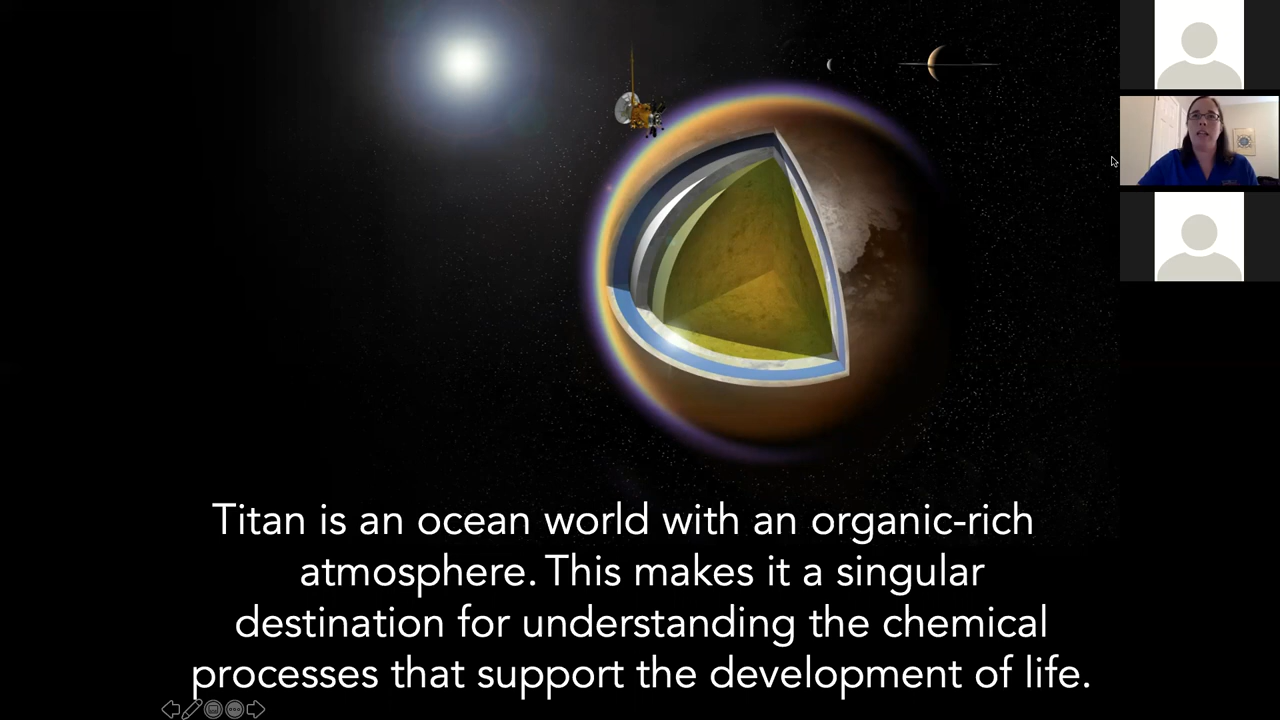 Titan is an ocean world with an organic-rich
atmosphere. This makes it a singular
destination for understanding the chemical
processes that support the development of life.